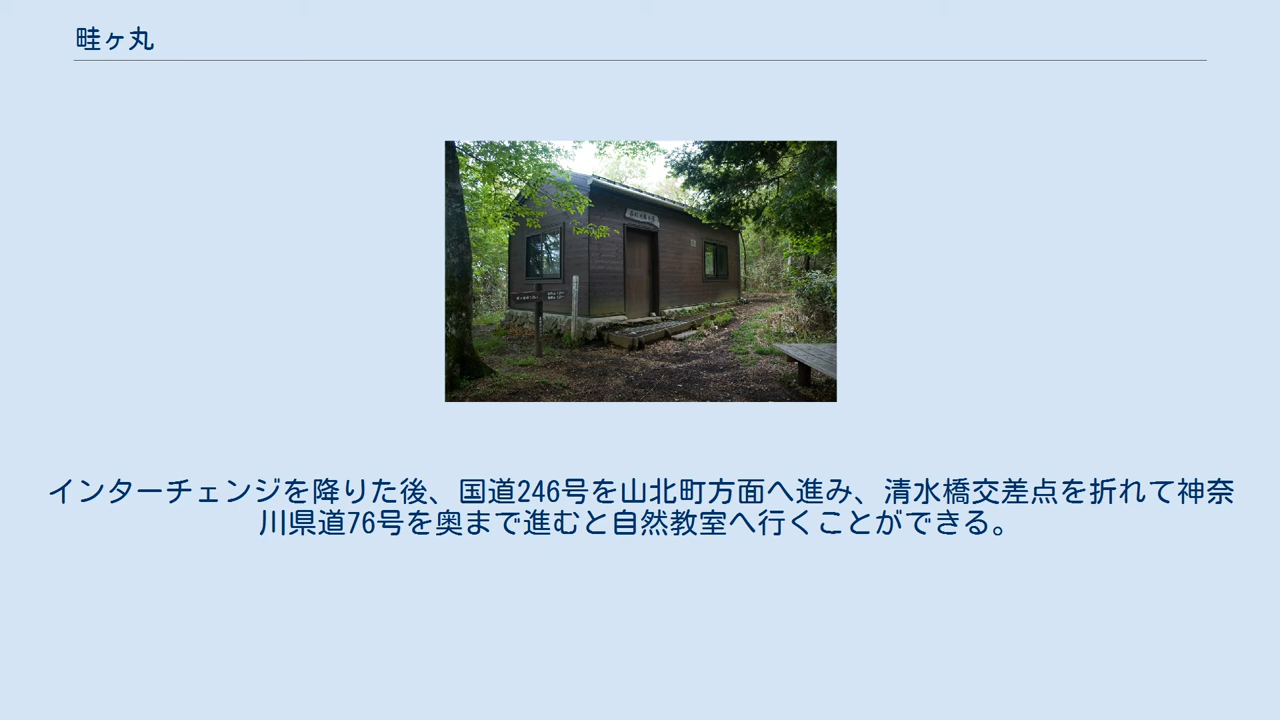 畦ヶ丸
インターチェンジを降りた後、国道246号を山北町方面へ進み、清水橋交差点を折れて神奈
川県道76号を奥まで進むと自然教室へ行くことができる。